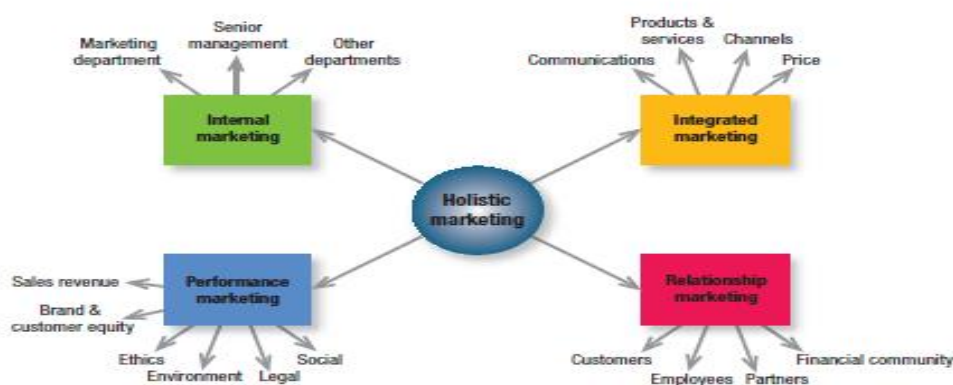 Senior
management
Marketing
department
Other
departments
Internal
marketing
Products &
services
Channels
Communications
Price
Integrated
marketing
Holistic
marketing
Sales revenue
Brand &
customer equity
Performance
marketing
Ethics
Environment
Legal
Social
Relationship
marketing
Customers
Employees
Partners
Financial community